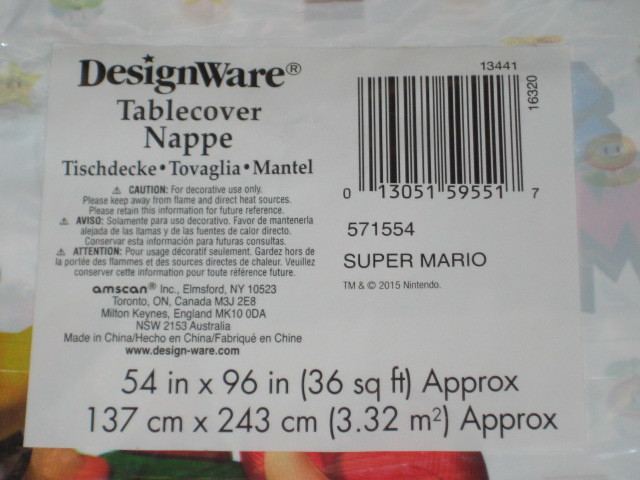 DesignWare®
Tablecover
Nappe
Tischdecke • Tovaglia • Mantel
⚠ CAUTION: For decorative use only.
Please keep away from flame and direct heat sources.
Please retain this information for future reference.
⚠ AVISO: Solamente para uso decorativo. Favor de mantenerla
alejada de las llamas y de las fuentes de calor directo.
Conservar esta información para futuras consultas.
⚠ ATTENTION: Pour usage décoratif seulement. Gardez hors de
la portée des flammes et des sources directes de chaleur. Veuillez
conserver cette information pour toute référence future.
amscan® Inc., Elmsford, NY 10523
Toronto, ON, Canada M3J 2E8
Milton Keynes, England MK10 0DA
NSW 2153 Australia
Made in China/Hecho en China/Fabriqué en Chine
www.design-ware.com
13441
16320
0 13051 59551 7
571554
SUPER MARIO
TM & © 2015 Nintendo.
54 in x 96 in (36 sq ft) Approx
137 cm x 243 cm (3.32 m²) Approx